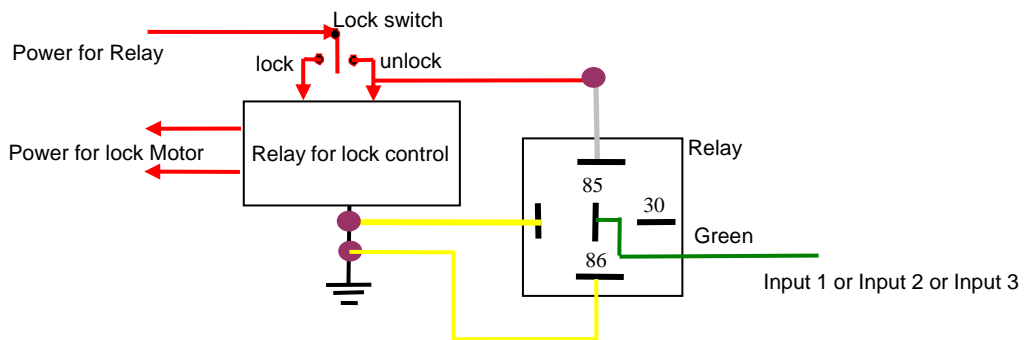 Lock switch
Power for Relay
lock
unlock
Power for lock Motor
Relay for lock control
Relay
85
30
Green
86
Input 1 or Input 2 or Input 3